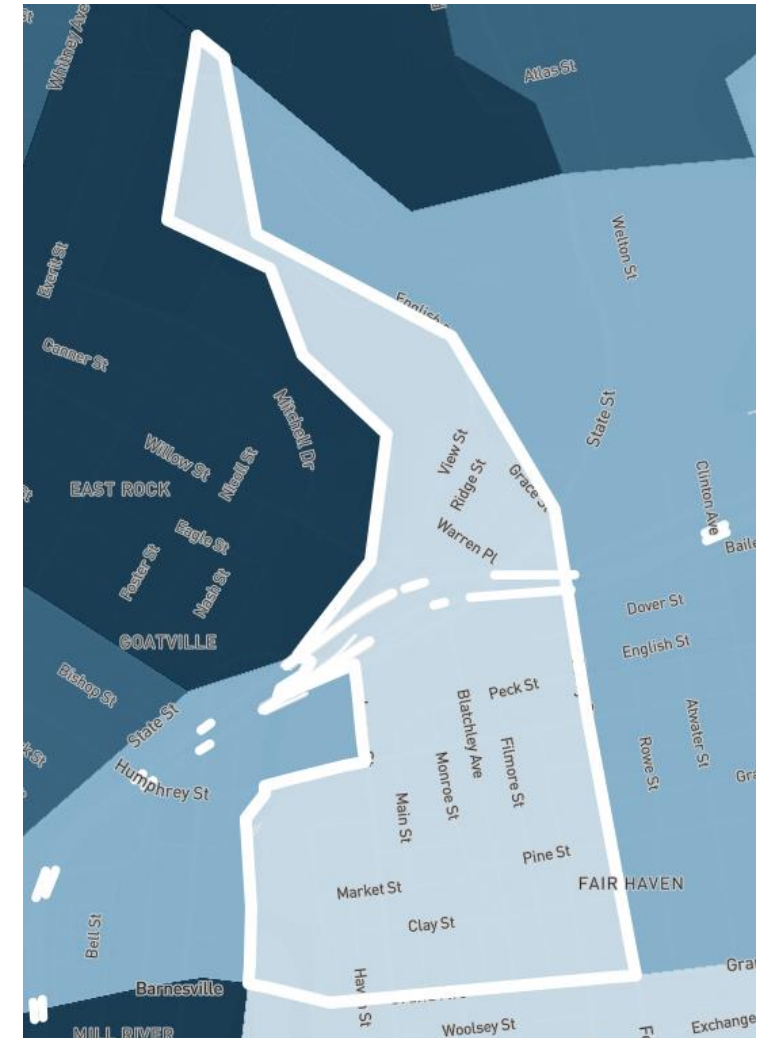 Whitney Ave
Atlas St
Everit St
Welton St
English
Canner St
Mitchell Dr
State St
View St
Willow St
Nicoll St
Ridge St
Grace St
EAST ROCK
Clinton Ave
Eagle St
Warren Pl
Foster St
Nash St
Dover St
GOATVILLE
English St
Bishop St
Peck St
State St
Blatchley Ave
Atwater St
Rowe St
Filmore St
Monroe St
Humphrey St
Main St
Pine St
Market St
FAIR HAVEN
Clay St
Bell St
Barnesville
MILL RIVER
Woolsey St
Exchange